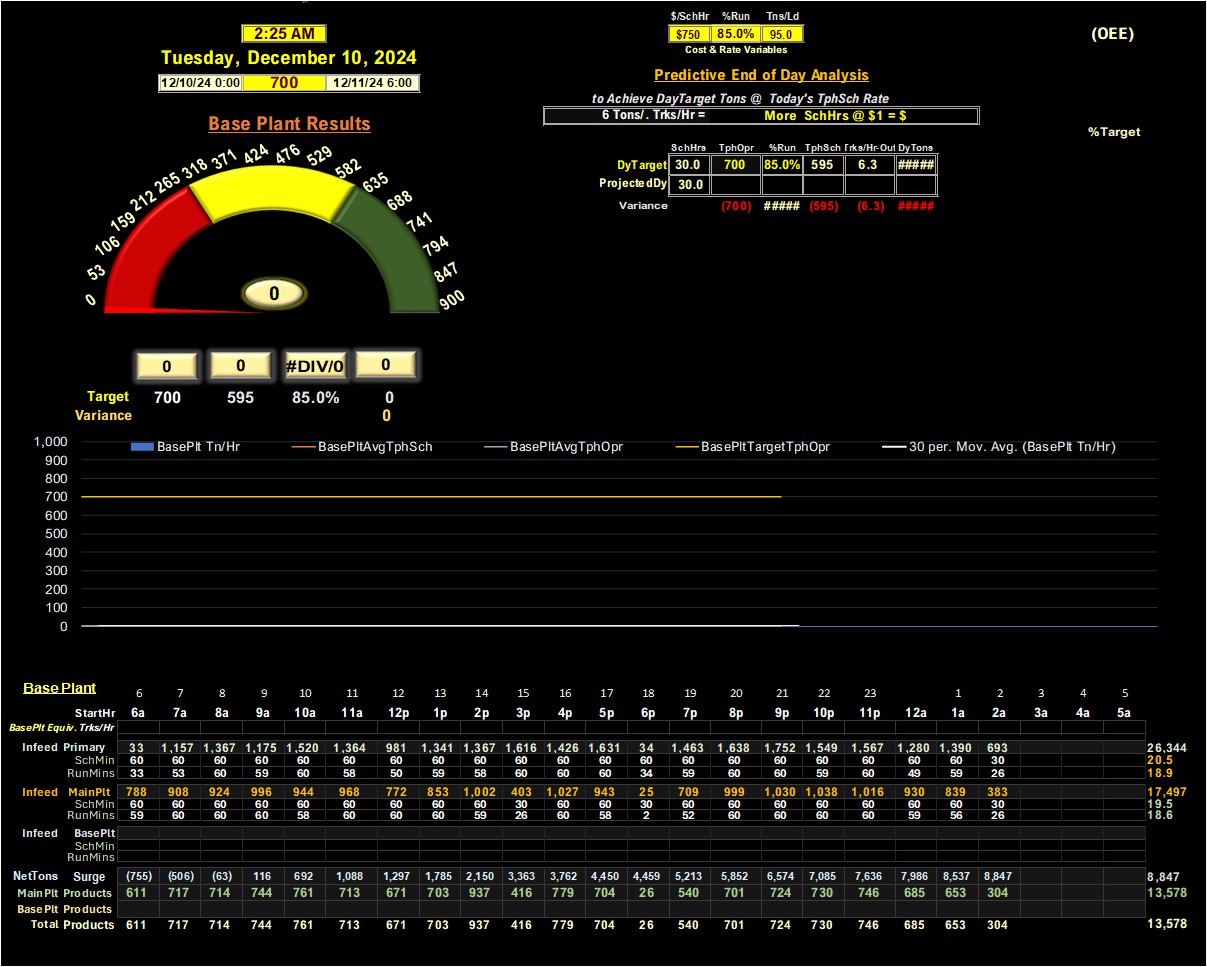 $/SchHr %Run Tns/Ld
2:25 AM $750 85.0% 95.0 (OEE)
Cost & Rate Variables
Tuesday, December 10, 2024
Predictive End of Day Analysis
12/10/24 0:00 700 12/11/24 6:00
to Achieve DayTarget Tons @ Today's TphSch Rate
6 Tons/. Trks/Hr = More SchHrs @ $1 = $
Base Plant Results
%Target
SchHrs TphOpr %Run TphSch Trks/Hr-Out DyTons
DyTarget 30.0 700 85.0% 595 6.3 #####
ProjectedDy 30.0
Variance (700) ##### (595) (6.3) #####
0 53 106 159 212 265 318 371 424 476 529 582 635 688 741 794 847 900
0
0 0 #DIV/0 0
Target 700 595 85.0% 0
Variance 0
BasePlt Tn/Hr BasePltAvgTphSch BasePltAvgTphOpr BasePltTargetTphOpr 30 per. Mov. Avg. (BasePlt Tn/Hr)
1,000
900
800
700
600
500
400
300
200
100
0
Base Plant 6 7 8 9 10 11 12 13 14 15 16 17 18 19 20 21 22 23 1 2 3 4 5
StartHr 6a 7a 8a 9a 10a 11a 12p 1p 2p 3p 4p 5p 6p 7p 8p 9p 10p 11p 12a 1a 2a 3a 4a 5a
BasePlt Equiv. Trks/Hr
Infeed Primary 33 1,157 1,367 1,175 1,520 1,364 981 1,341 1,367 1,616 1,426 1,631 34 1,463 1,638 1,752 1,549 1,567 1,280 1,390 693 26,344
SchMin 60 60 60 60 60 60 60 60 60 60 60 60 60 60 60 60 60 60 60 60 30 20.5
RunMins 33 53 60 59 60 58 50 59 58 60 60 60 34 59 60 60 59 60 49 59 26 18.9
Infeed MainPlt 788 908 924 996 944 968 772 853 1,002 403 1,027 943 25 709 999 1,030 1,038 1,016 930 839 383 17,497
SchMin 60 60 60 60 60 60 60 60 60 30 60 60 30 60 60 60 60 60 60 60 30 19.5
RunMins 59 60 60 60 58 60 60 60 59 26 60 58 2 52 60 60 60 60 59 56 26 18.6
Infeed BasePlt
SchMin
RunMins
NetTons Surge (755) (506) (63) 116 692 1,088 1,297 1,785 2,150 3,363 3,762 4,450 4,459 5,213 5,852 6,574 7,085 7,636 7,986 8,537 8,847 8,847
MainPlt Products 611 717 714 744 761 713 671 703 937 416 779 704 26 540 701 724 730 746 685 653 304 13,578
BasePlt Products
Total Products 611 717 714 744 761 713 671 703 937 416 779 704 26 540 701 724 730 746 685 653 304 13,578